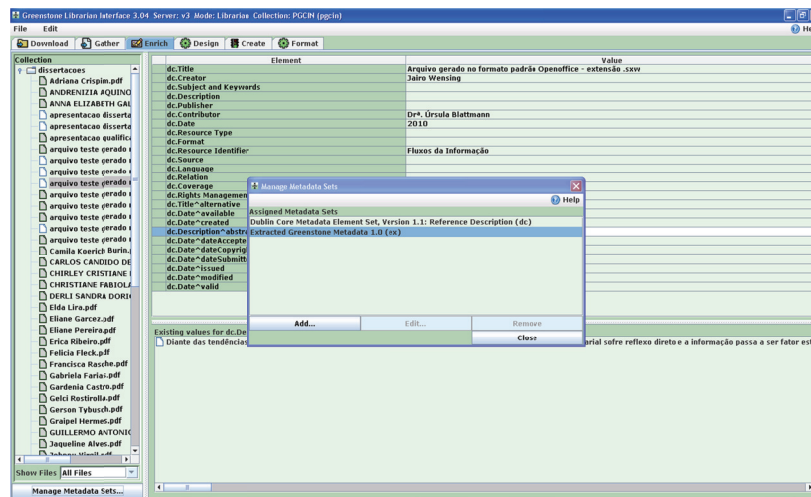 Greenstone Librarian Interface 3.04 Server: v3 Mode: Librarian Collection: PGCIN (pgcin)
File Edit
Download Gather Enrich Design Create Format
Collection
dissertacoes
Adriana Crispim.pdf
ANDRENIZIA AQUINO
ANNA ELIZABETH GAL
apresentacao disserta
apresentacao disserta
apresentacao qualific
arquivo teste gerado
arquivo teste gerado
arquivo teste gerado
arquivo teste gerado
arquivo teste gerado
arquivo teste gerado
arquivo teste gerado
arquivo teste gerado
Camila Koerich Burin.
CARLOS CANDIDO DE
CHIRLEY CRISTIANE
CHRISTIANE FABIOLA
DERLI SANDRA DORI
Elda Lira.pdf
Eliane Garcez.pdf
Eliane Pereira.pdf
Erica Ribeiro.pdf
Felicia Fleck.pdf
Francisca Rasche.pdf
Gabriela Farias.pdf
Gardenia Castro.pdf
Gelci Rostirolla.pdf
Gerson Tybusch.pdf
Graipel Hermes.pdf
GUILLERMO ANTONIO
Jaqueline Alves.pdf
Show Files All Files
Manage Metadata Sets...
Element Value
dc.Title Arquivo gerado no formato padrão Openoffice - extensão .sxw
dc.Creator Jairo Wensing
dc.Subject and Keywords
dc.Description
dc.Publisher
dc.Contributor Drª. Úrsula Blattmann
dc.Date 2010
dc.Resource Type
dc.Format
dc.Resource Identifier Fluxos da Informação
dc.Source
dc.Language
dc.Relation
dc.Coverage
dc.Rights Managemen
dc.Title^alternative
dc.Date^available
dc.Date^created
dc.Description^abstra
dc.Date^dateAccepte
dc.Date^dateCopyrig
dc.Date^dateSubmitt
dc.Date^issued
dc.Date^modified
dc.Date^valid
Manage Metadata Sets
Help
Assigned Metadata Sets
Dublin Core Metadata Element Set, Version 1.1: Reference Description (dc)
Extracted Greenstone Metadata 1.0 (ex)
Add... Edit... Remove
Close
Existing values for dc.De
Diante das tendências arial sofre reflexo direto e a informação passa a ser fator est